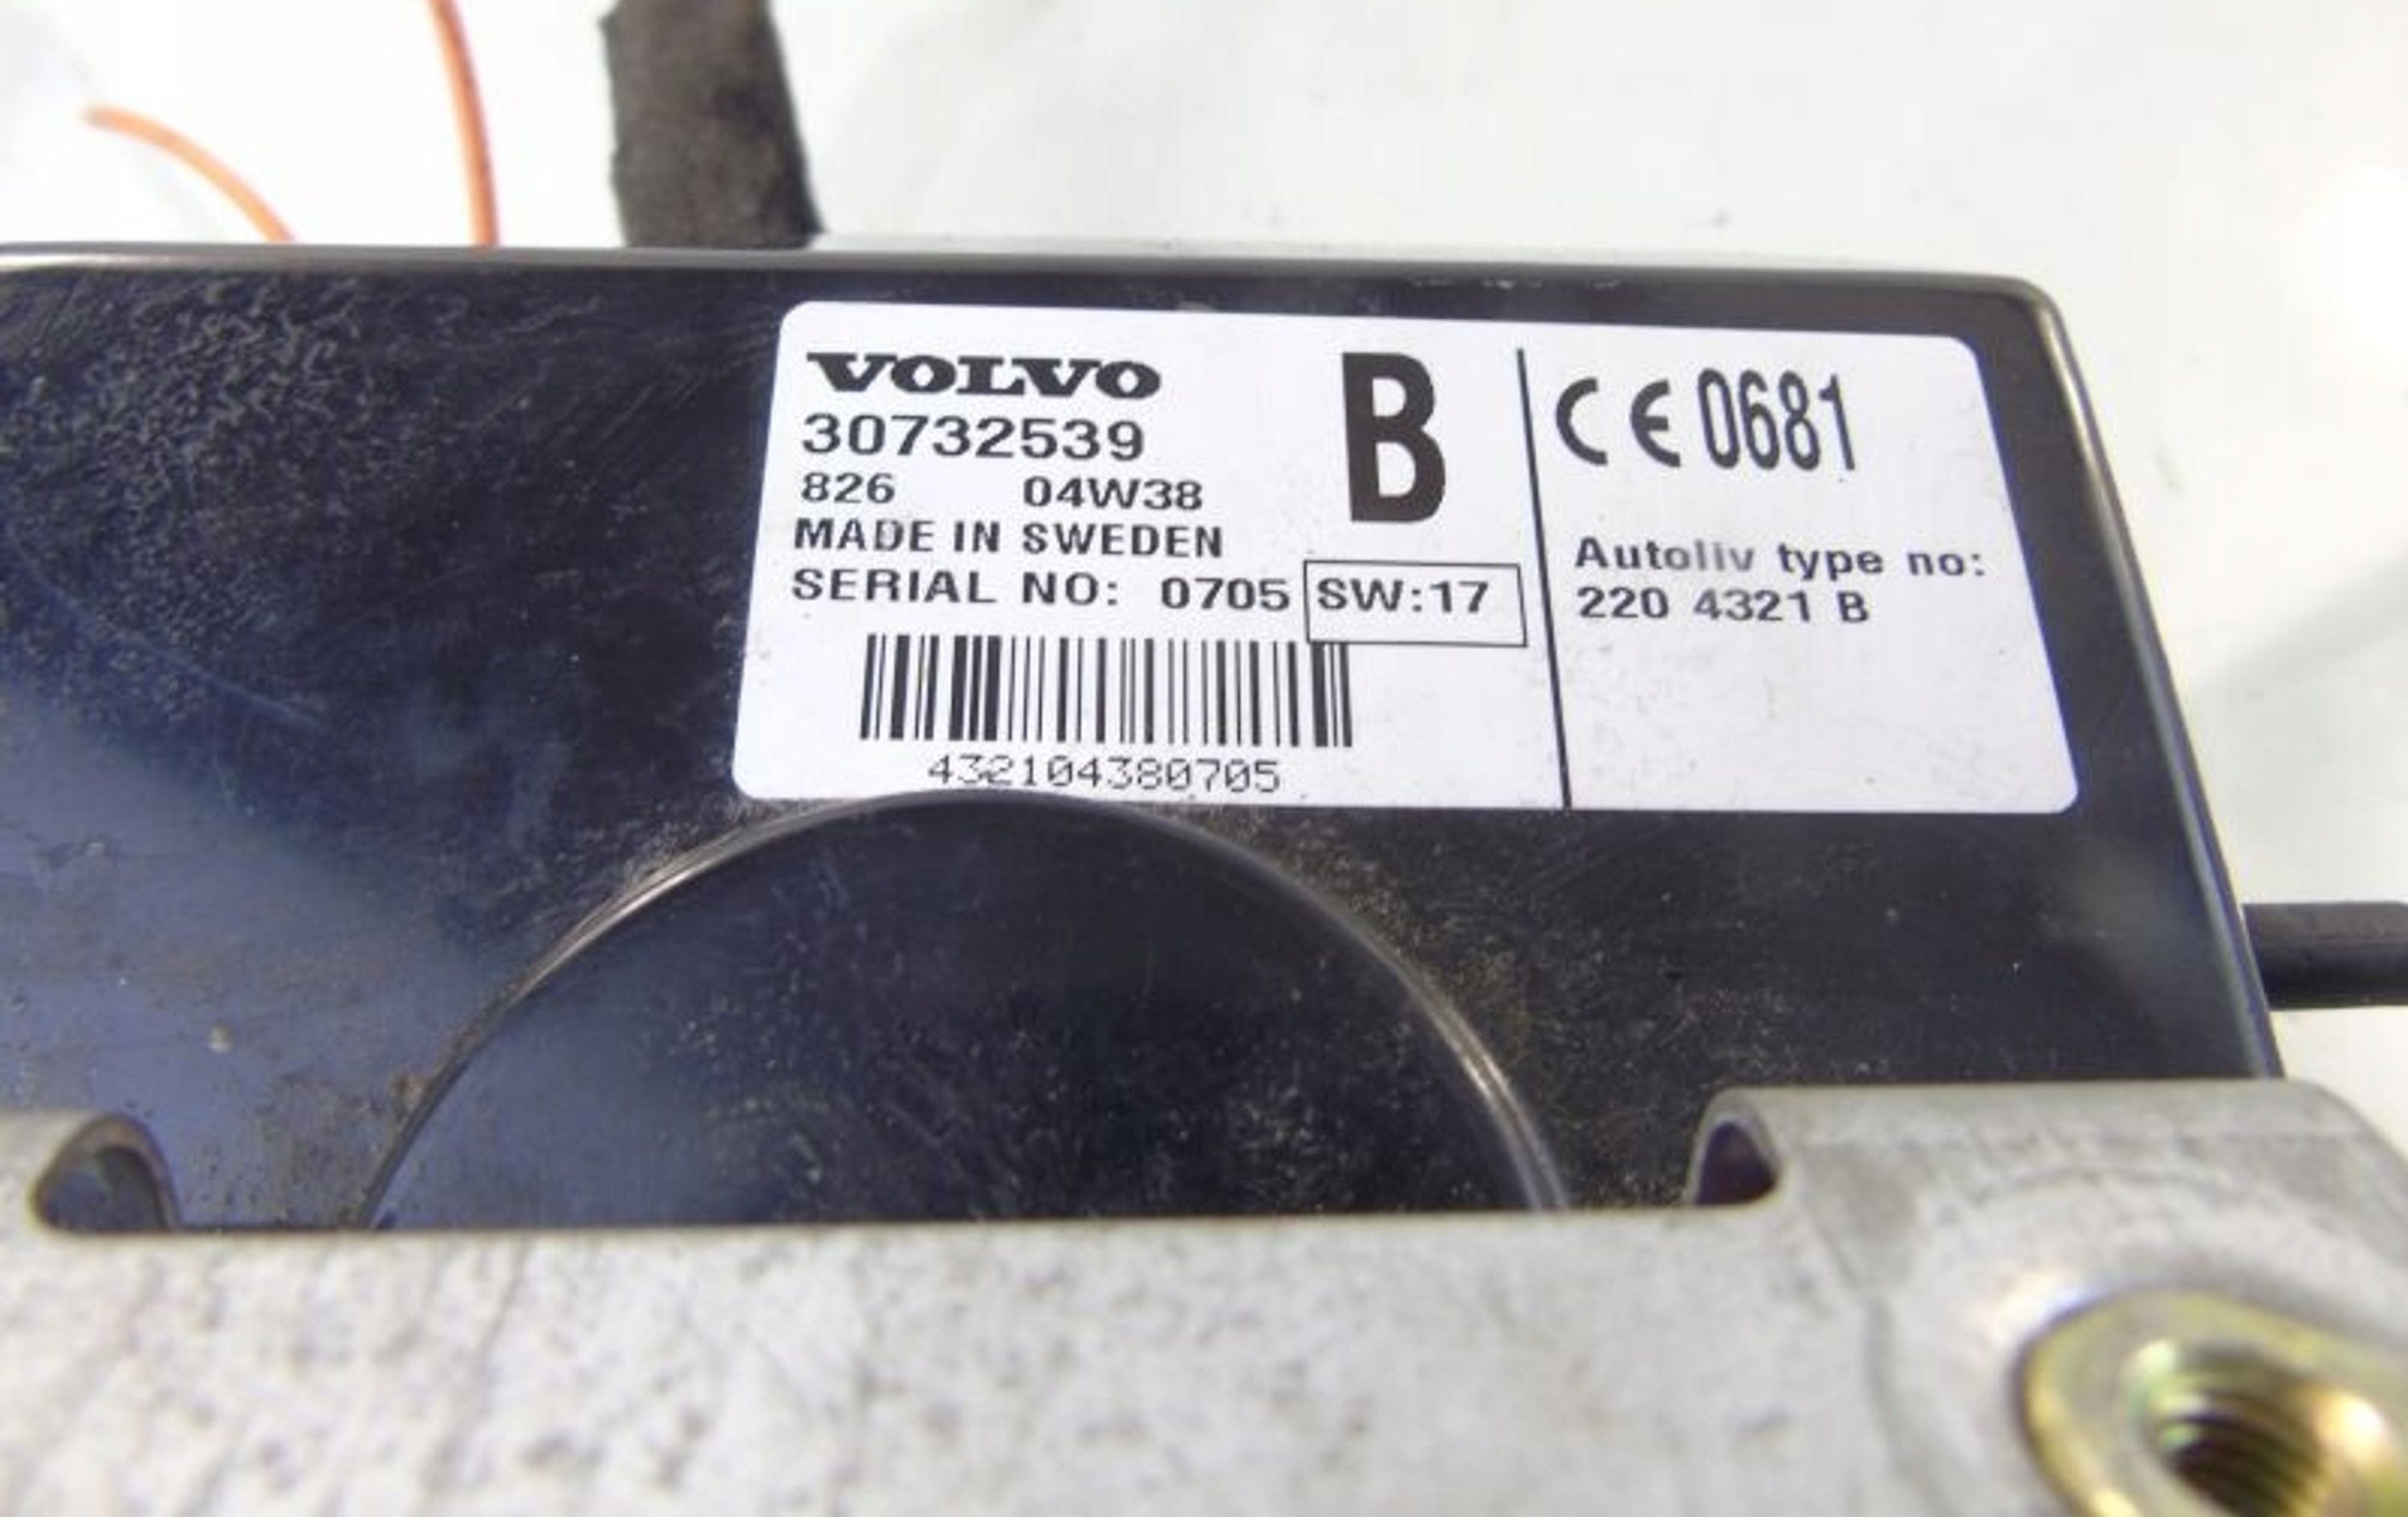 VOLVO
30732539
826 04W38
MADE IN SWEDEN
SERIAL NO: 0705 SW:17
432104380705
B
CE 0681
Autoliv type no:
220 4321 B